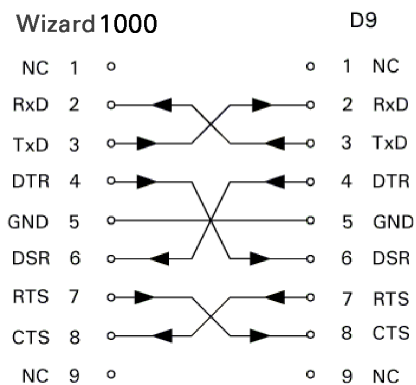 Wizard 1000 D9
NC 1 1 NC
RxD 2 2 RxD
TxD 3 3 TxD
DTR 4 4 DTR
GND 5 5 GND
DSR 6 6 DSR
RTS 7 7 RTS
CTS 8 8 CTS
NC 9 9 NC